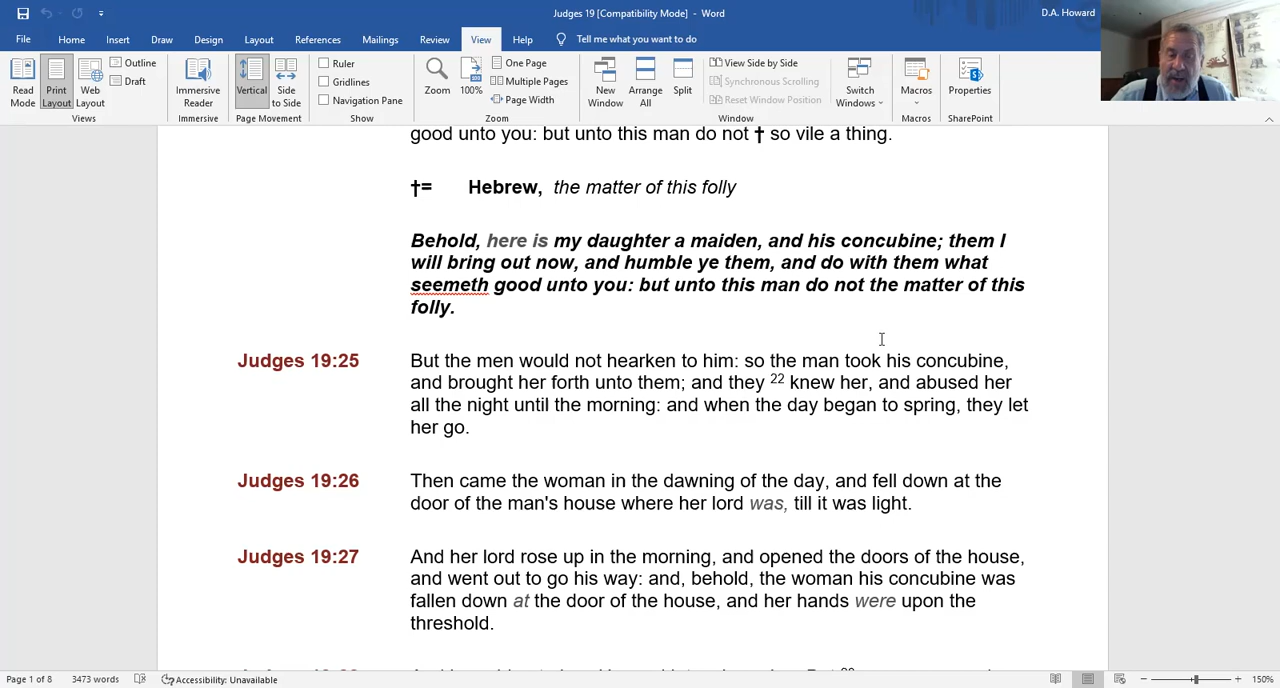 Judges 19 [Compatibility Mode] - Word
D.A. Howard
File Home Insert Draw Design Layout References Mailings Review View Help Tell me what you want to do
Read Mode
Print Layout
Web Layout
Outline
Draft
Views
Immersive Reader
Immersive
Vertical
Side to Side
Page Movement
Ruler
Gridlines
Navigation Pane
Show
Zoom
100%
One Page
Multiple Pages
Page Width
Zoom
New Window
Arrange All
Split
View Side by Side
Synchronous Scrolling
Reset Window Position
Switch Windows
Window
Macros
Macros
Properties
SharePoint
good unto you: but unto this man do not † so vile a thing.
†= Hebrew, the matter of this folly
Behold, here is my daughter a maiden, and his concubine; them I
will bring out now, and humble ye them, and do with them what
seemeth good unto you: but unto this man do not the matter of this
folly.
Judges 19:25 But the men would not hearken to him: so the man took his concubine,
and brought her forth unto them; and they 22 knew her, and abused her
all the night until the morning: and when the day began to spring, they let
her go.
Judges 19:26 Then came the woman in the dawning of the day, and fell down at the
door of the man's house where her lord was, till it was light.
Judges 19:27 And her lord rose up in the morning, and opened the doors of the house,
and went out to go his way: and, behold, the woman his concubine was
fallen down at the door of the house, and her hands were upon the
threshold.
Page 1 of 8 3473 words Accessibility: Unavailable 150%